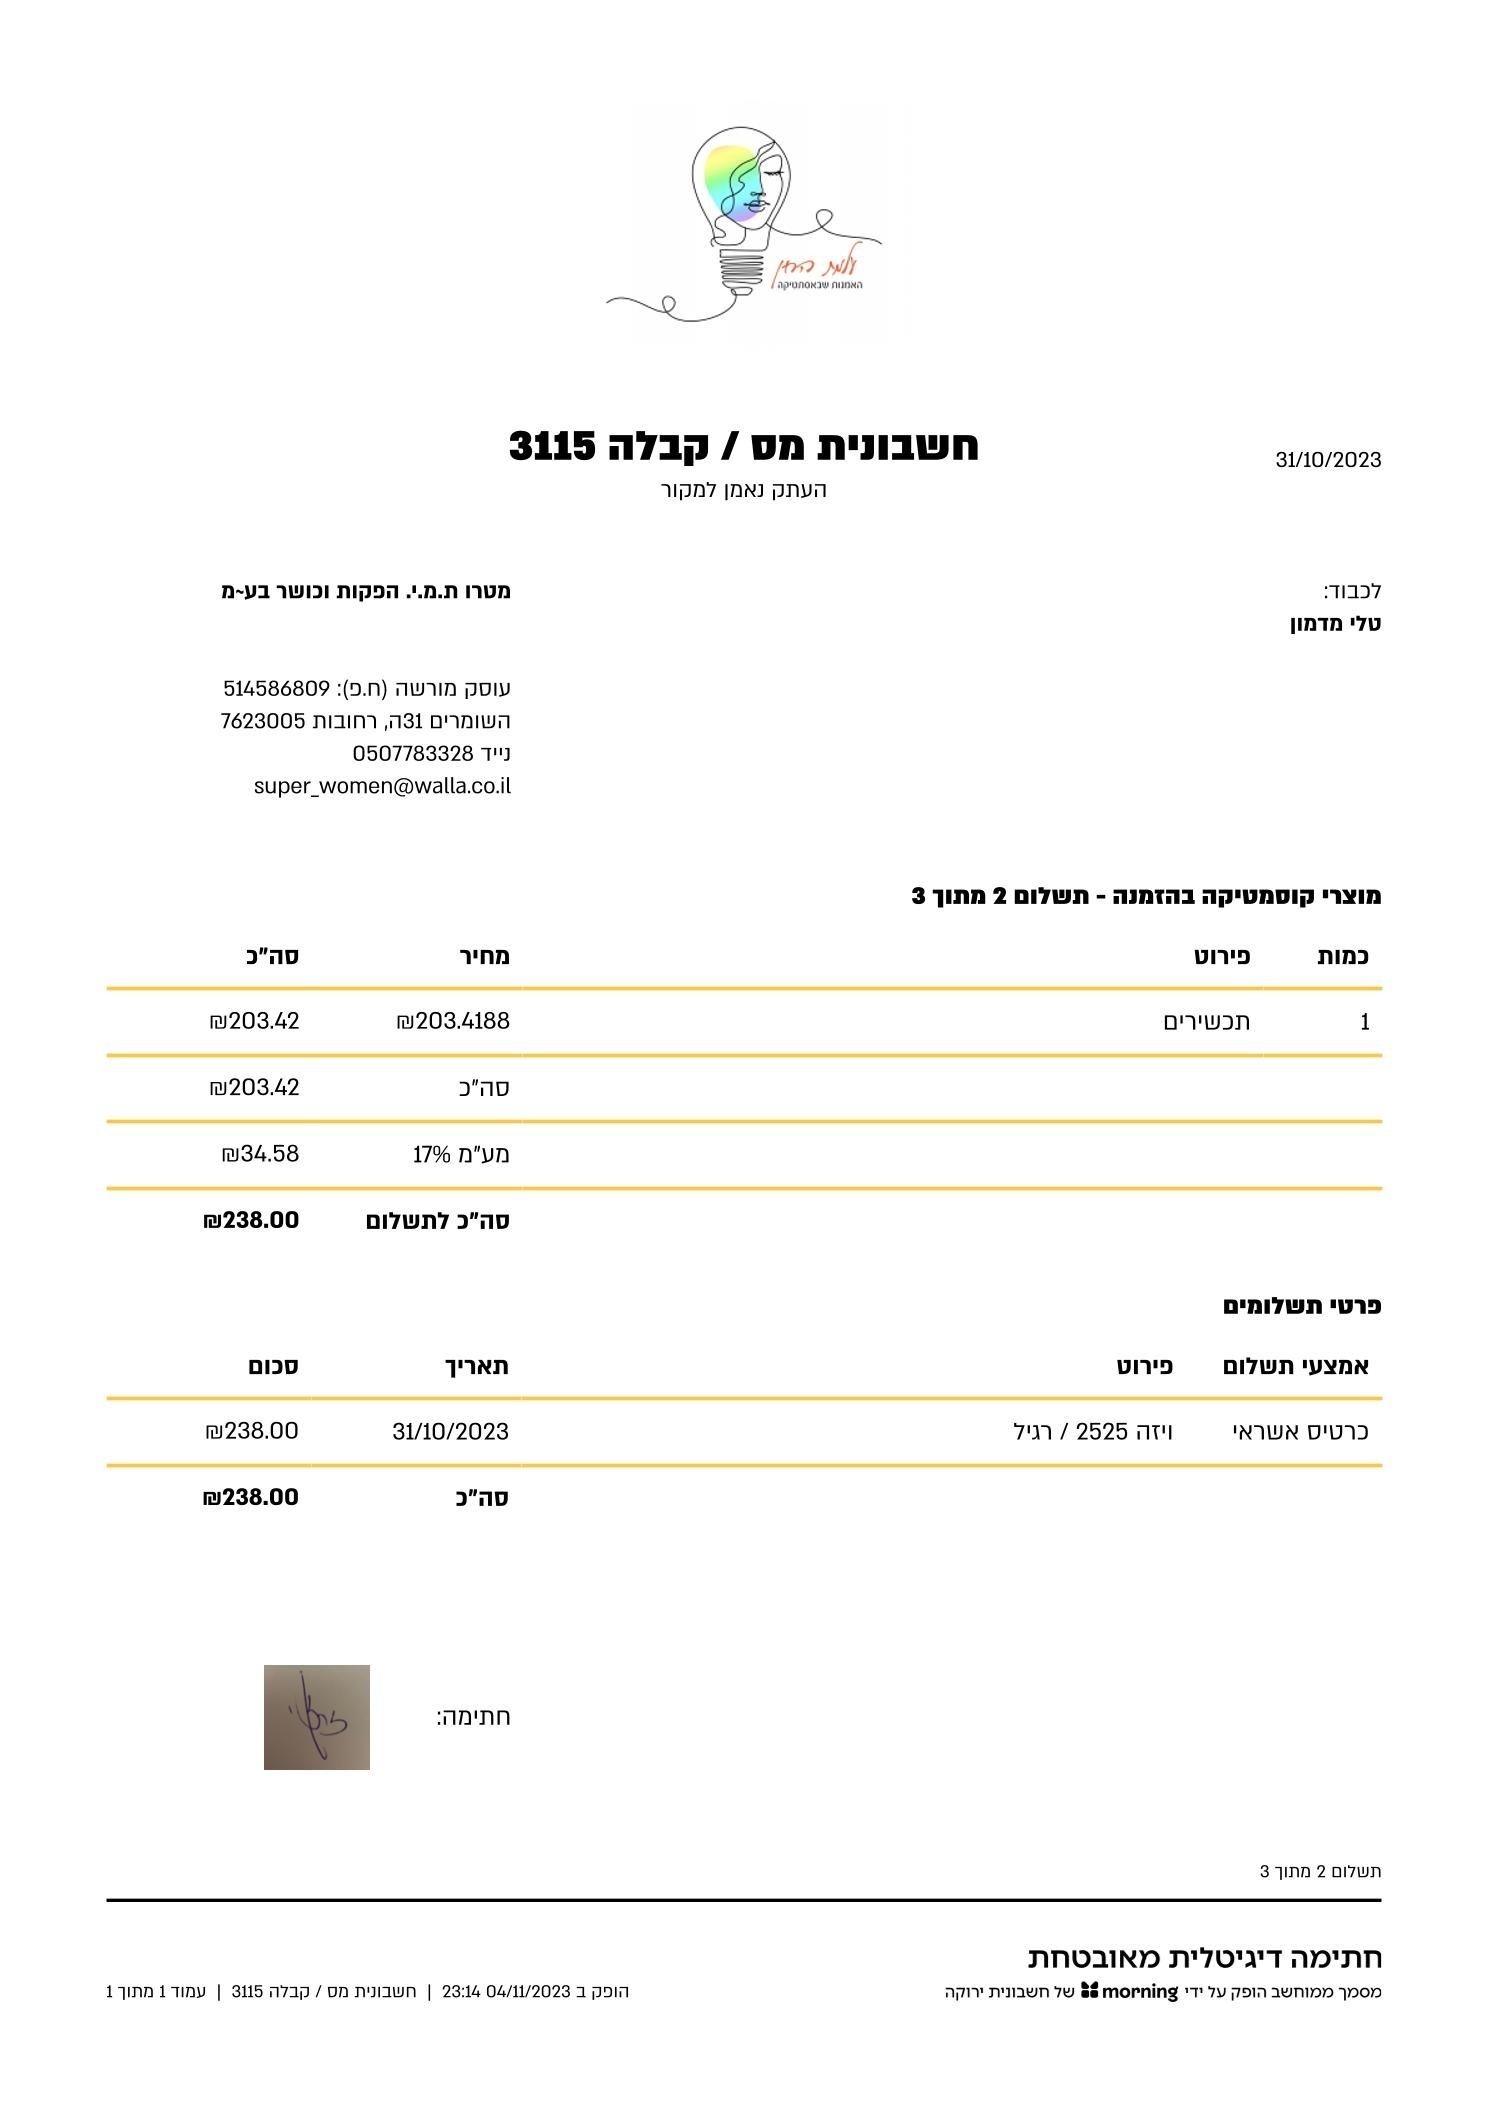 האמנות שבאסתטיקה
31/10/2023
חשבונית מס / קבלה 3115
העתק נאמן למקור
לכבוד:
טלי מדמון
מטרו ת.מ.י. הפקות וכושר בע~מ
עוסק מורשה (ח.פ): 514586809
השומרים 31ה, רחובות 7623005
נייד 0507783328
super_women@walla.co.il
מוצרי קוסמטיקה בהזמנה - תשלום 2 מתוך 3
כמות פירוט מחיר סה"כ
1 תכשירים ₪203.4188 ₪203.42
סה"כ ₪203.42
מע"מ 17% ₪34.58
סה"כ לתשלום ₪238.00
פרטי תשלומים
אמצעי תשלום פירוט תאריך סכום
כרטיס אשראי ויזה 2525 / רגיל 31/10/2023 ₪238.00
סה"כ ₪238.00
חתימה:
תשלום 2 מתוך 3
חתימה דיגיטלית מאובטחת
מסמך ממוחשב הופק על ידי morning של חשבונית ירוקה
הופק ב 04/11/2023 23:14 | חשבונית מס / קבלה 3115 | עמוד 1 מתוך 1